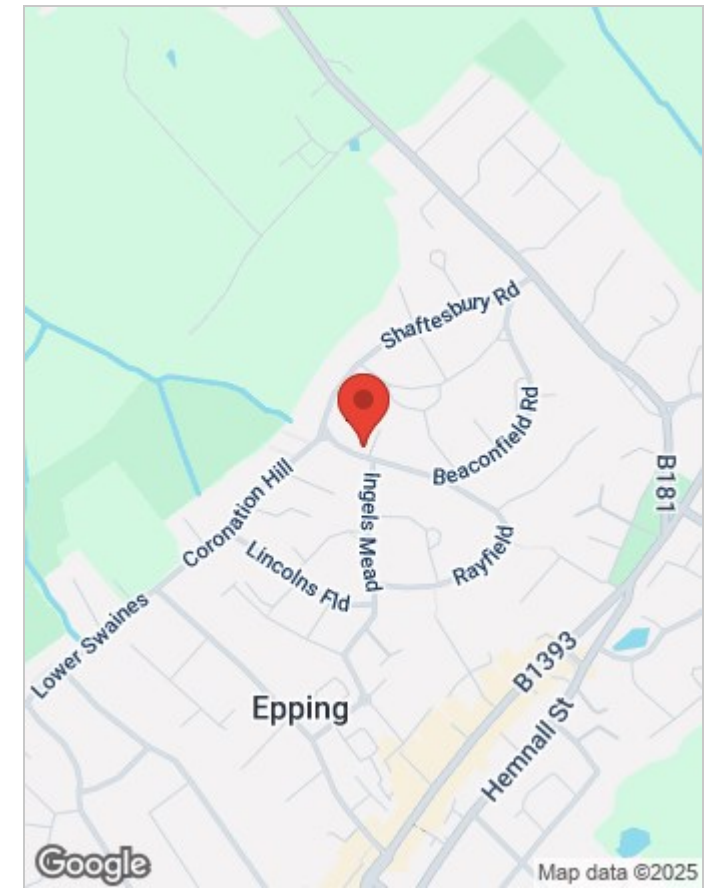 Shaftesbury Rd
Beaconfield Rd
B181
Coronation Hill
Ingels Mead
Lincolns Fld
Rayfield
Lower Swaines
B1393
Epping
Hemnall St
Google
Map data ©2025